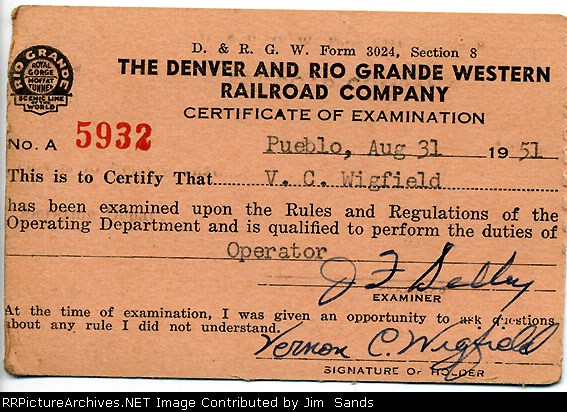 D. & R. G. W. Form 3024, Section 8
RIO GRANDE
ROYAL
GORGE
MOFFAT
TUNNEL
SCENIC LINE
OF THE
WORLD
THE DENVER AND RIO GRANDE WESTERN
RAILROAD COMPANY
CERTIFICATE OF EXAMINATION
No. A 5932 Pueblo, Aug 31 1951
This is to Certify That V. C. Wigfield
has been examined upon the Rules and Regulations of the
Operating Department and is qualified to perform the duties of
Operator
J F Selby
EXAMINER
At the time of examination, I was given an opportunity to ask questions
about any rule I did not understand.
Vernon C. Wigfield
SIGNATURE OF HOLDER
RRPictureArchives.NET Image Contributed by Jim Sands